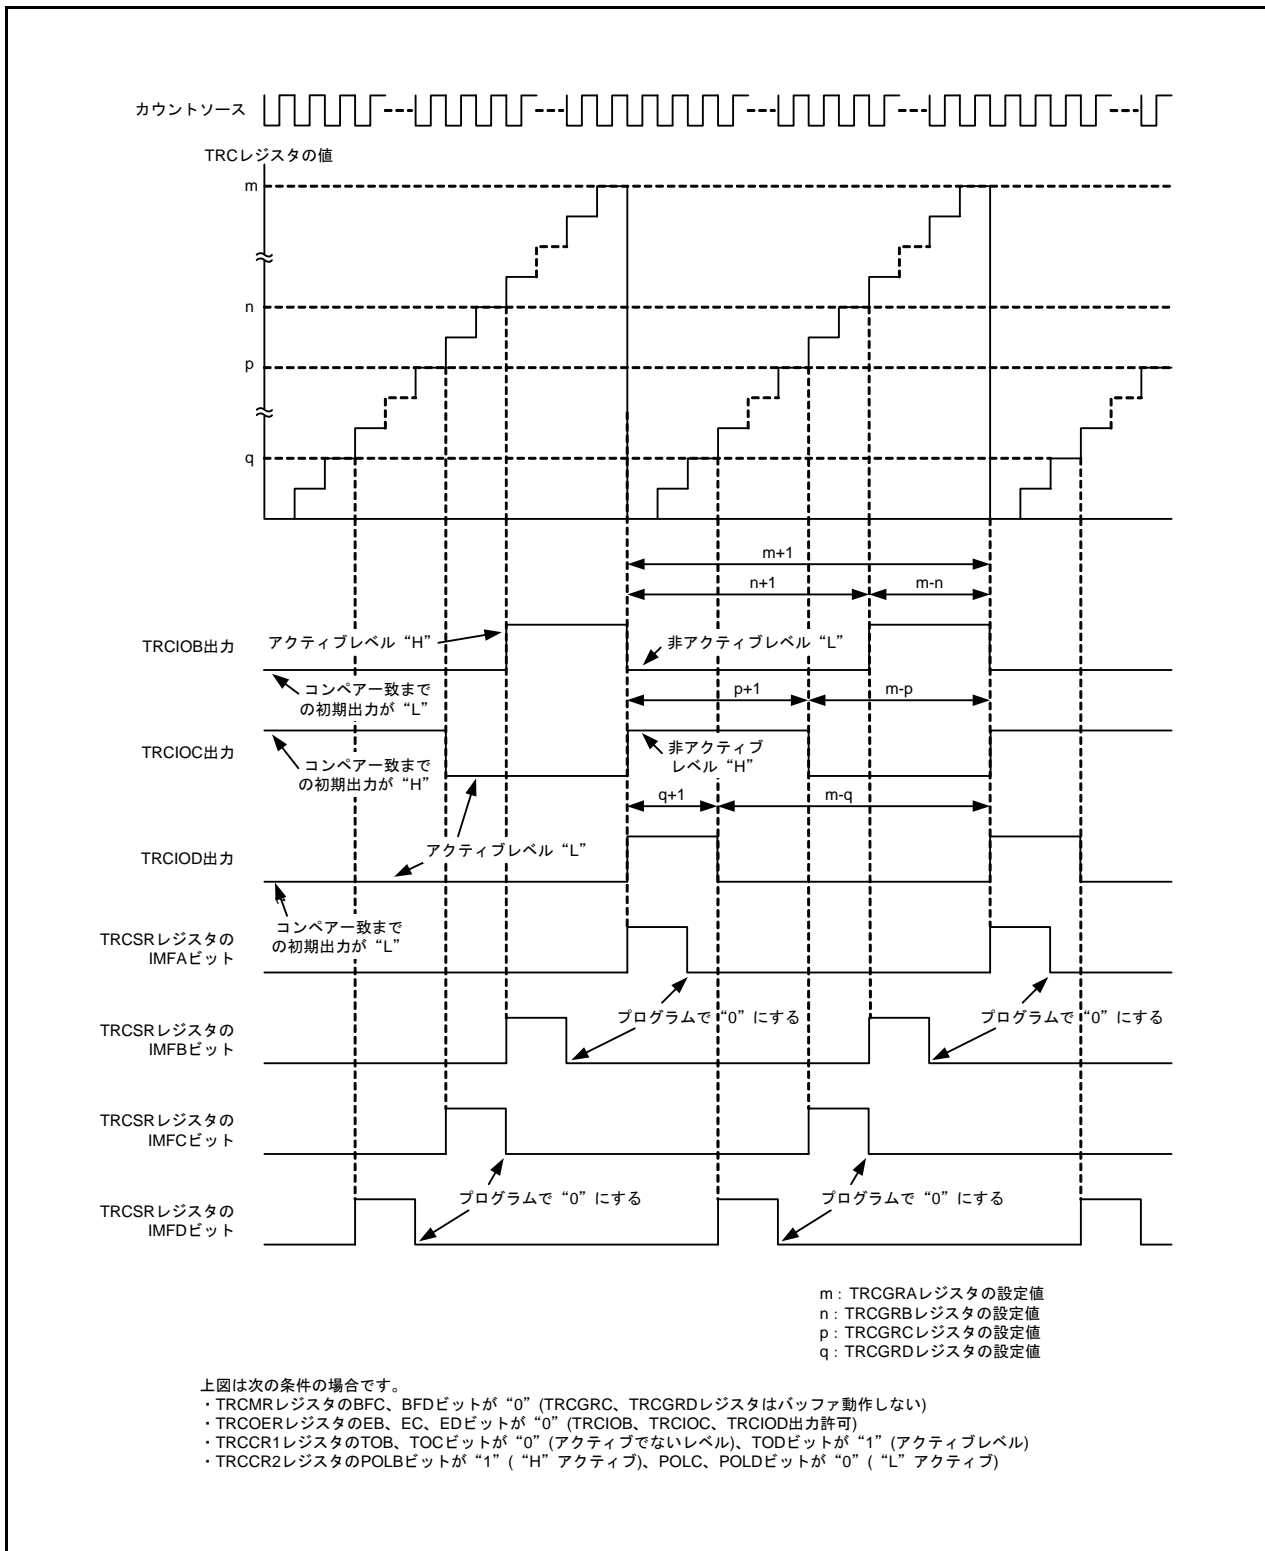 カウントソース
TRCレジスタの値
m
n
p
q
m+1
n+1
m-n
TRCIOB出力
アクティブレベル“H”
非アクティブレベル“L”
コンペア一致まで
の初期出力が“L”
p+1
m-p
TRCIOC出力
コンペア一致まで
の初期出力が“H”
非アクティブ
レベル“H”
q+1
m-q
TRCIOD出力
アクティブレベル“L”
コンペア一致まで
の初期出力が“L”
TRCSRレジスタの
IMFAビット
プログラムで“0”にする
プログラムで“0”にする
TRCSRレジスタの
IMFBビット
TRCSRレジスタの
IMFCビット
プログラムで“0”にする
プログラムで“0”にする
TRCSRレジスタの
IMFDビット
m：TRCGRAレジスタの設定値
n：TRCGRBレジスタの設定値
p：TRCGRCレジスタの設定値
q：TRCGRDレジスタの設定値
上図は次の条件の場合です。
・TRCMRレジスタのBFC、BFDビットが“0”(TRCGRC、TRCGRDレジスタはバッファ動作しない)
・TRCOERレジスタのEB、EC、EDビットが“0”(TRCIOB、TRCIOC、TRCIOD出力許可)
・TRCCR1レジスタのTOB、TOCビットが“0”(アクティブでないレベル)、TODビットが“1”(アクティブレベル)
・TRCCR2レジスタのPOLBビットが“1”(“H”アクティブ)、POLC、POLDビットが“0”(“L”アクティブ)